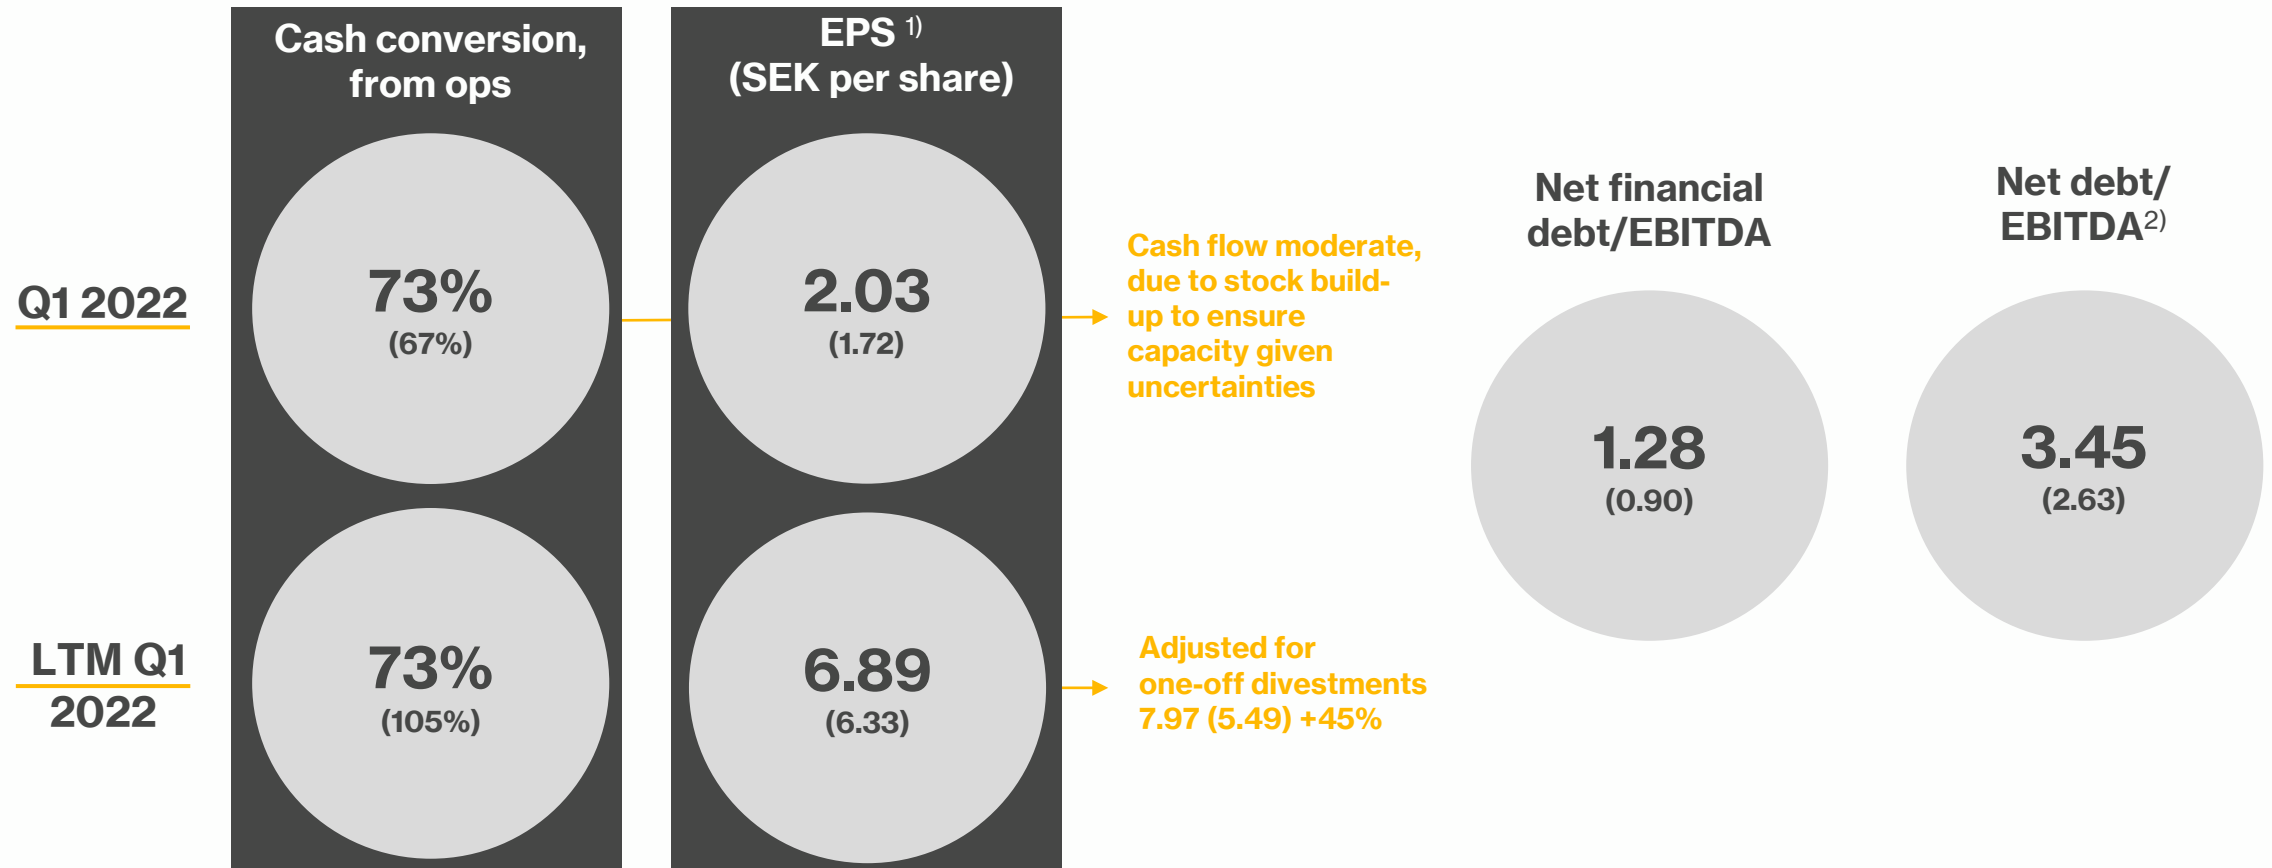 Cash conversion,
from ops
EPS 1)
(SEK per share)
Q1 2022
73%
(67%)
2.03
(1.72)
Cash flow moderate,
due to stock build-
up to ensure
capacity given
uncertainties
LTM Q1
2022
73%
(105%)
6.89
(6.33)
Adjusted for
one-off divestments
7.97 (5.49) +45%
Net financial
debt/EBITDA
1.28
(0.90)
Net debt/
EBITDA2)
3.45
(2.63)